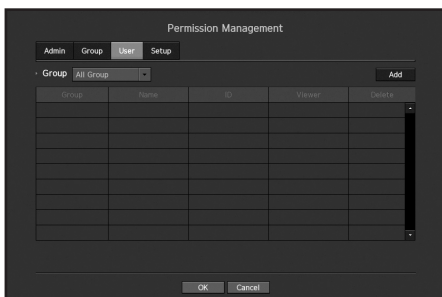 Permission Management
Admin Group User Setup
Group All Group Add
Group Name ID Viewer Delete
OK Cancel